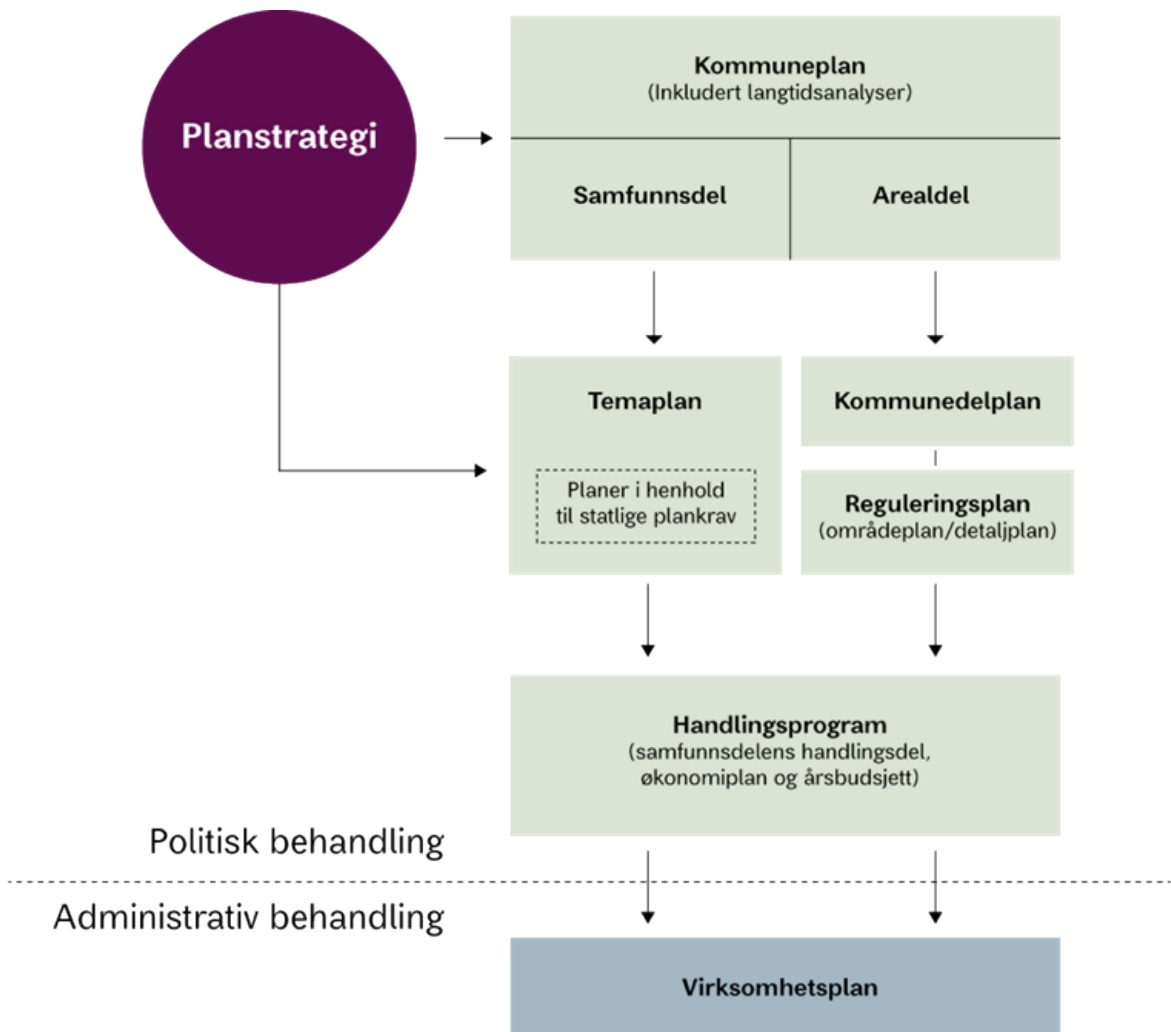 Planstrategi
Kommuneplan
(Inkludert langtidsanalyser)
Samfunnsdel
Arealdel
Temaplan
Planer i henhold
til statlige plankrav
Kommunedelplan
Reguleringsplan
(områdeplan/detaljplan)
Handlingsprogram
(samfunnsdelens handlingsdel,
økonomiplan og årsbudsjett)
Politisk behandling
Administrativ behandling
Virksomhetsplan